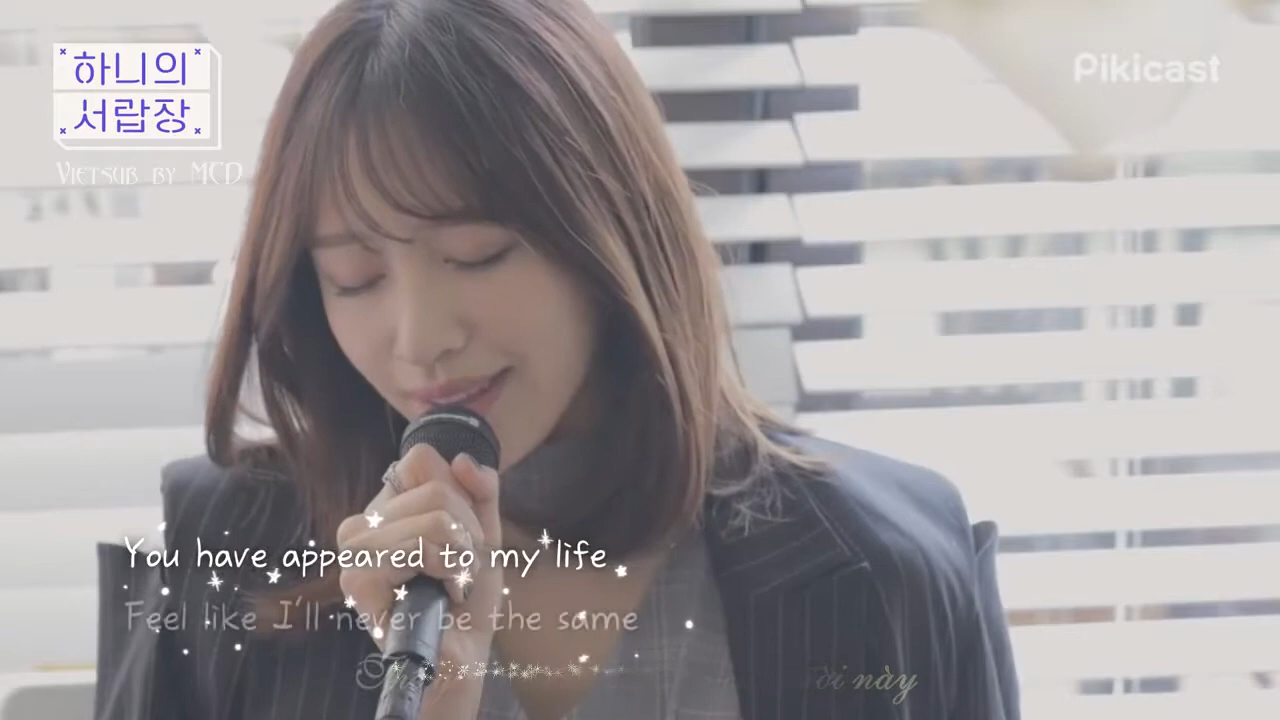 하니의
서랍장
Pikicast
Vietsub by MCD
You have appeared to my life
Feel like I'll never be the same
này